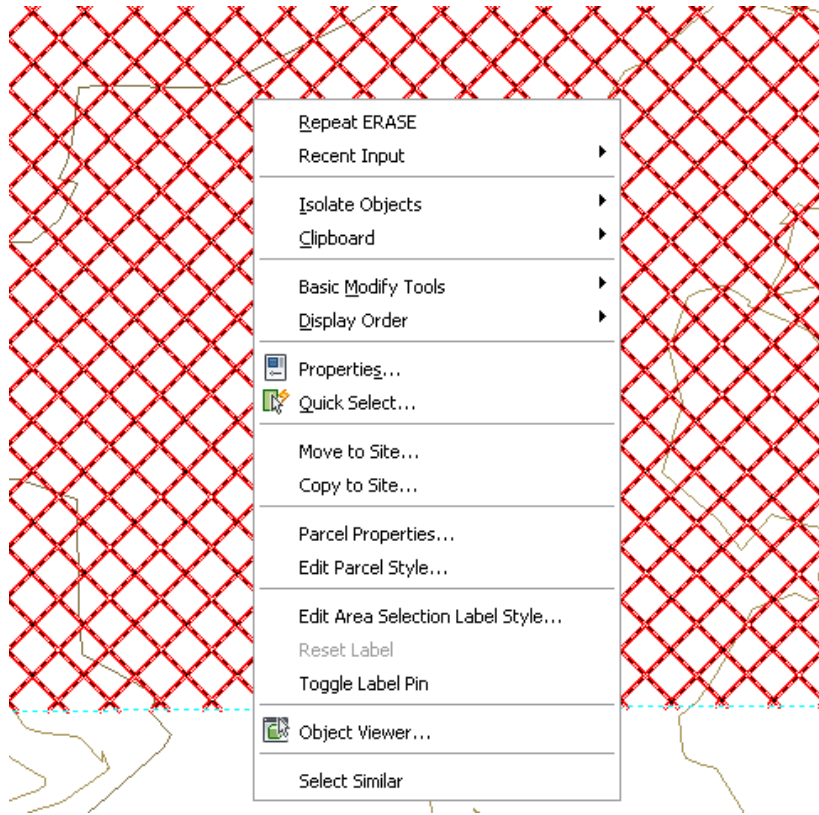 Repeat ERASE
Recent Input
Isolate Objects
Clipboard
Basic Modify Tools
Display Order
Properties...
Quick Select...
Move to Site...
Copy to Site...
Parcel Properties...
Edit Parcel Style...
Edit Area Selection Label Style...
Reset Label
Toggle Label Pin
Object Viewer...
Select Similar